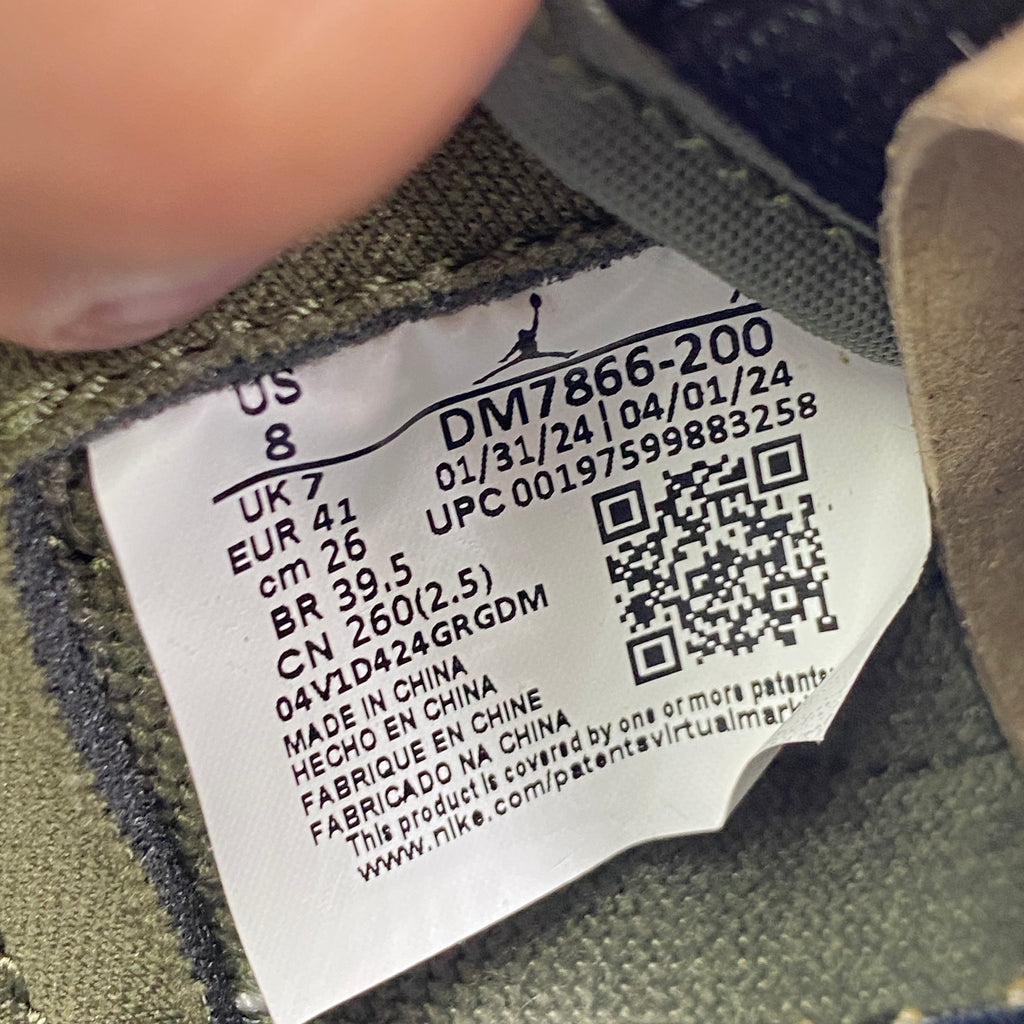 US
8
UK 7
EUR 41
cm 26
BR 39.5
CN 260(2.5)
04V1D424GRGDM
DM7866-200
01/31/24 | 04/01/24
UPC 00197599883258
MADE IN CHINA
HECHO EN CHINA
FABRIQUE EN CHINE
FABRICADO NA CHINA
This product is covered by one or more patents
www.nike.com/patentsvirtualmark